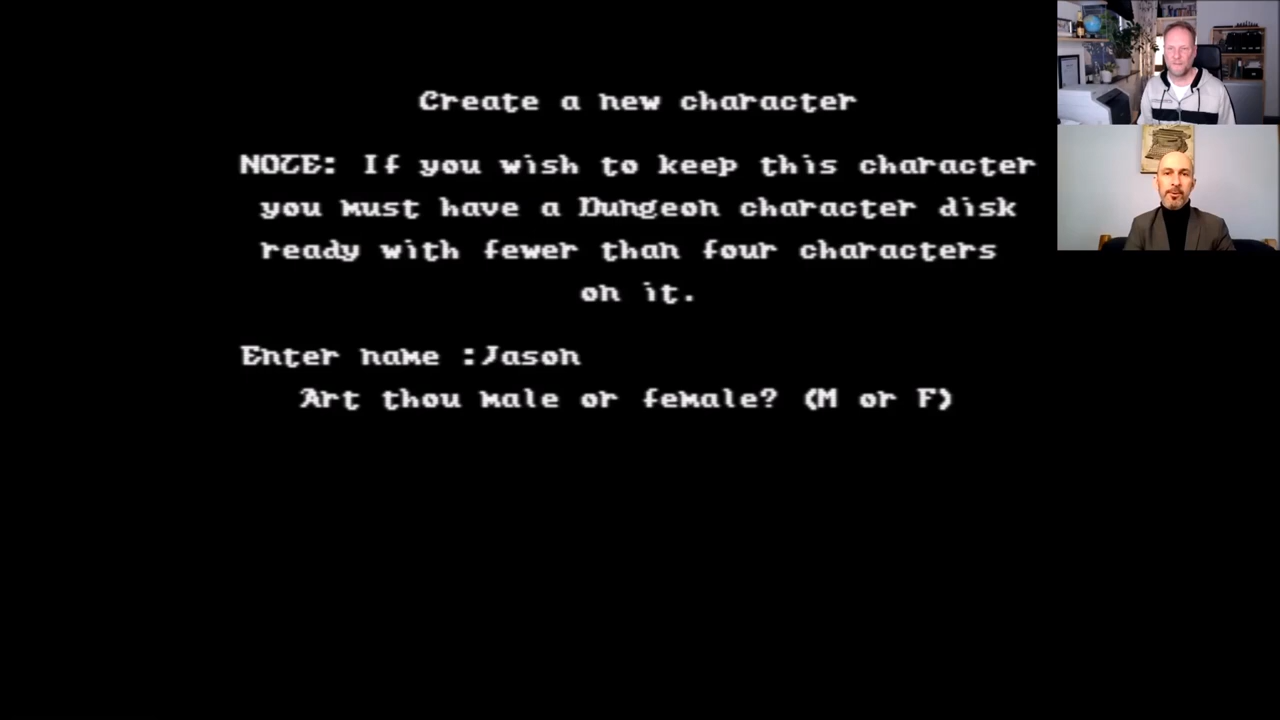 Create a new character
NOTE: If you wish to keep this character
you must have a Dungeon character disk
ready with fewer than four characters
on it.
Enter name :Jason
Art thou male or female? (M or F)